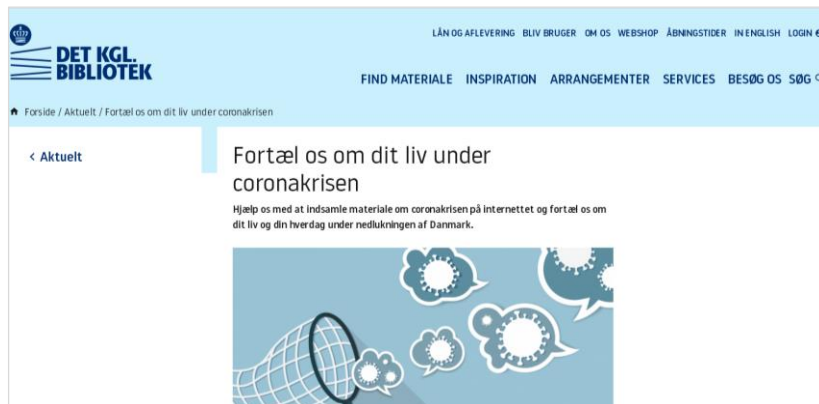 LÅN OG AFLEVERING BLIV BRUGER OM OS WEBSHOP ÅBNINGSTIDER IN ENGLISH LOGIN
DET KGL.
BIBLIOTEK
FIND MATERIALE INSPIRATION ARRANGEMENTER SERVICES BESØG OS SØG
Forside / Aktuelt / Fortæl os om dit liv under coronakrisen
< Aktuelt
Fortæl os om dit liv under
coronakrisen
Hjælp os med at indsamle materiale om coronakrisen på internettet og fortæl os om
dit liv og din hverdag under nedlukningen af Danmark.